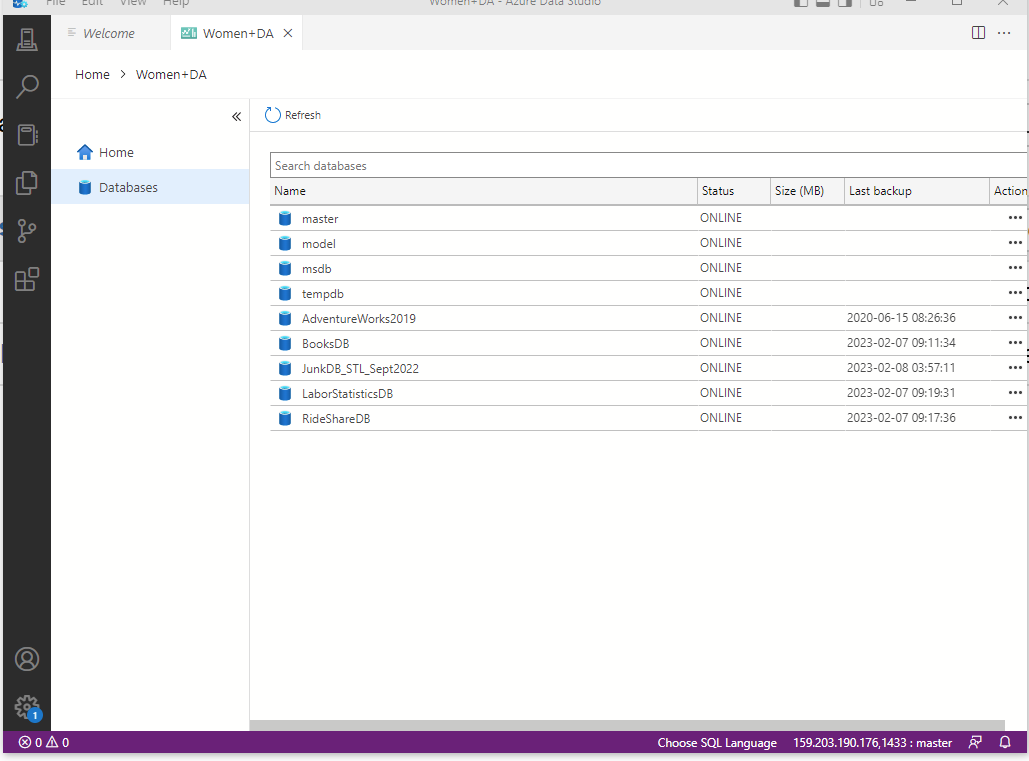 File Edit View Help Women+DA - Azure Data Studio
Welcome Women+DA
Home > Women+DA
« Refresh
Home
Search databases
Databases
Name Status Size (MB) Last backup Action
master ONLINE
model ONLINE
msdb ONLINE
tempdb ONLINE
AdventureWorks2019 ONLINE 2020-06-15 08:26:36
BooksDB ONLINE 2023-02-07 09:11:34
JunkDB_STL_Sept2022 ONLINE 2023-02-08 03:57:11
LaborStatisticsDB ONLINE 2023-02-07 09:19:31
RideShareDB ONLINE 2023-02-07 09:17:36
1
0 0 Choose SQL Language 159.203.190.176,1433 : master